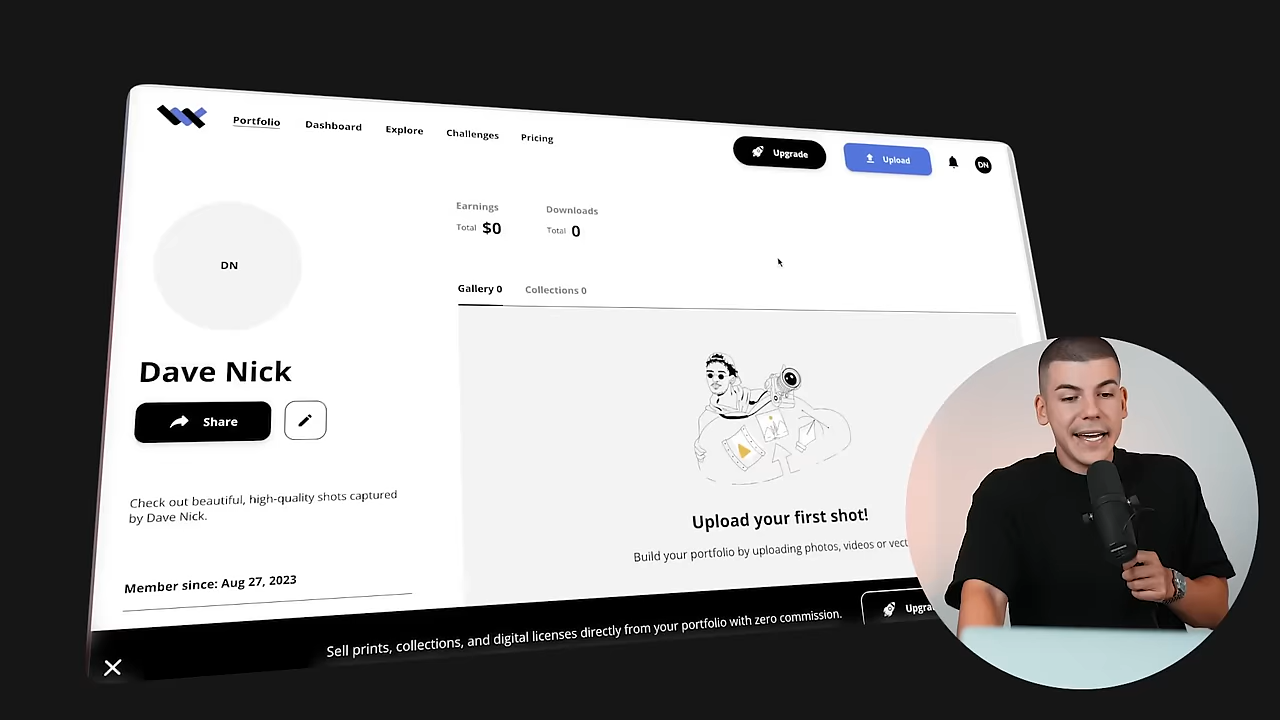 Portfolio
Dashboard
Explore
Challenges
Pricing
Upgrade
Upload
DN
Earnings
Total $0
Downloads
Total 0
DN
Gallery 0
Collections 0
Dave Nick
Share
Check out beautiful, high-quality shots captured
by Dave Nick.
Upload your first shot!
Build your portfolio by uploading photos, videos or
Member since: Aug 27, 2023
Sell prints, collections, and digital licenses directly from your portfolio with zero commission.